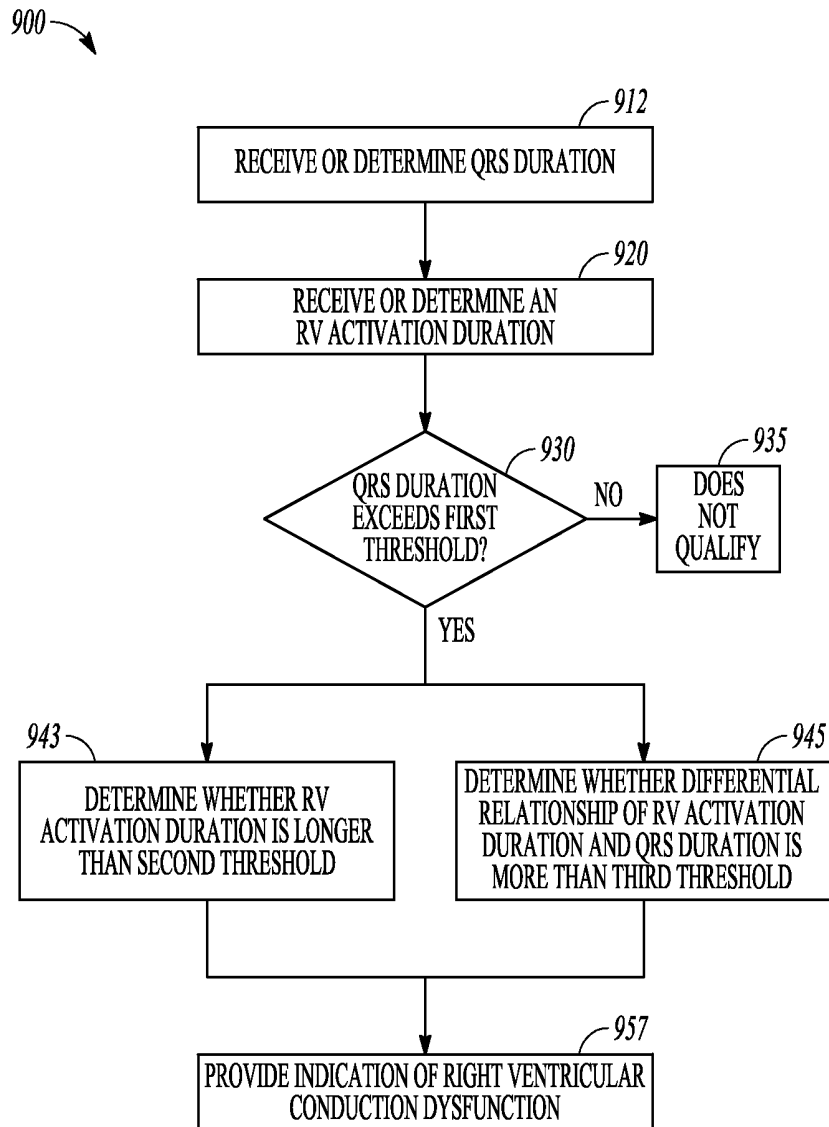 900
912
RECEIVE OR DETERMINE QRS DURATION
920
RECEIVE OR DETERMINE AN
RV ACTIVATION DURATION
930
QRS DURATION
EXCEEDS FIRST
THRESHOLD?
NO
935
DOES
NOT
QUALIFY
YES
943
DETERMINE WHETHER RV
ACTIVATION DURATION IS LONGER
THAN SECOND THRESHOLD
945
DETERMINE WHETHER DIFFERENTIAL
RELATIONSHIP OF RV ACTIVATION
DURATION AND QRS DURATION IS
MORE THAN THIRD THRESHOLD
957
PROVIDE INDICATION OF RIGHT VENTRICULAR
CONDUCTION DYSFUNCTION